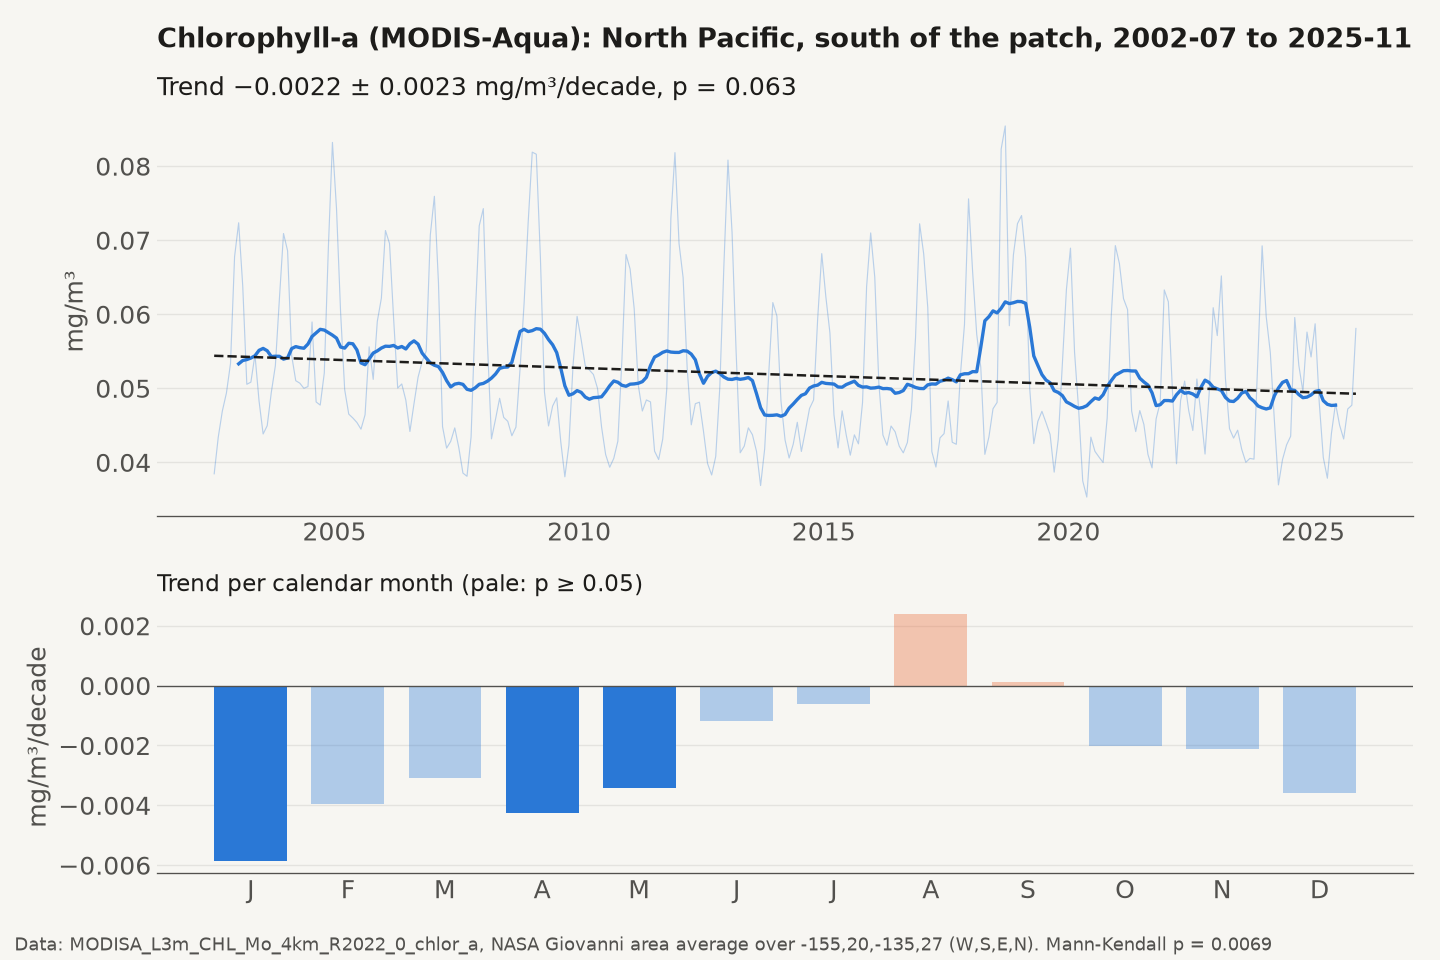 Chlorophyll-a (MODIS-Aqua): North Pacific, south of the patch, 2002-07 to 2025-11
Trend −0.0022 ± 0.0023 mg/m³/decade, p = 0.063
mg/m³
0.08
0.07
0.06
0.05
0.04
2005 2010 2015 2020 2025
Trend per calendar month (pale: p ≥ 0.05)
mg/m³/decade
0.002
0.000
−0.002
−0.004
−0.006
J F M A M J J A S O N D
Data: MODISA_L3m_CHL_Mo_4km_R2022_0_chlor_a, NASA Giovanni area average over -155,20,-135,27 (W,S,E,N). Mann-Kendall p = 0.0069